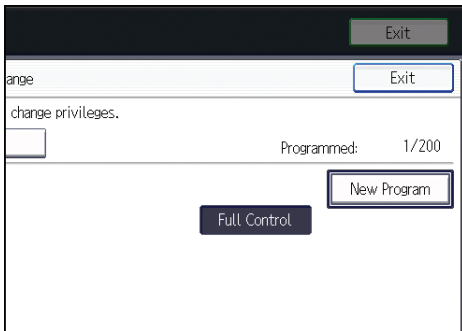 Exit
ange
Exit
change privileges.
Programmed: 1/200
New Program
Full Control